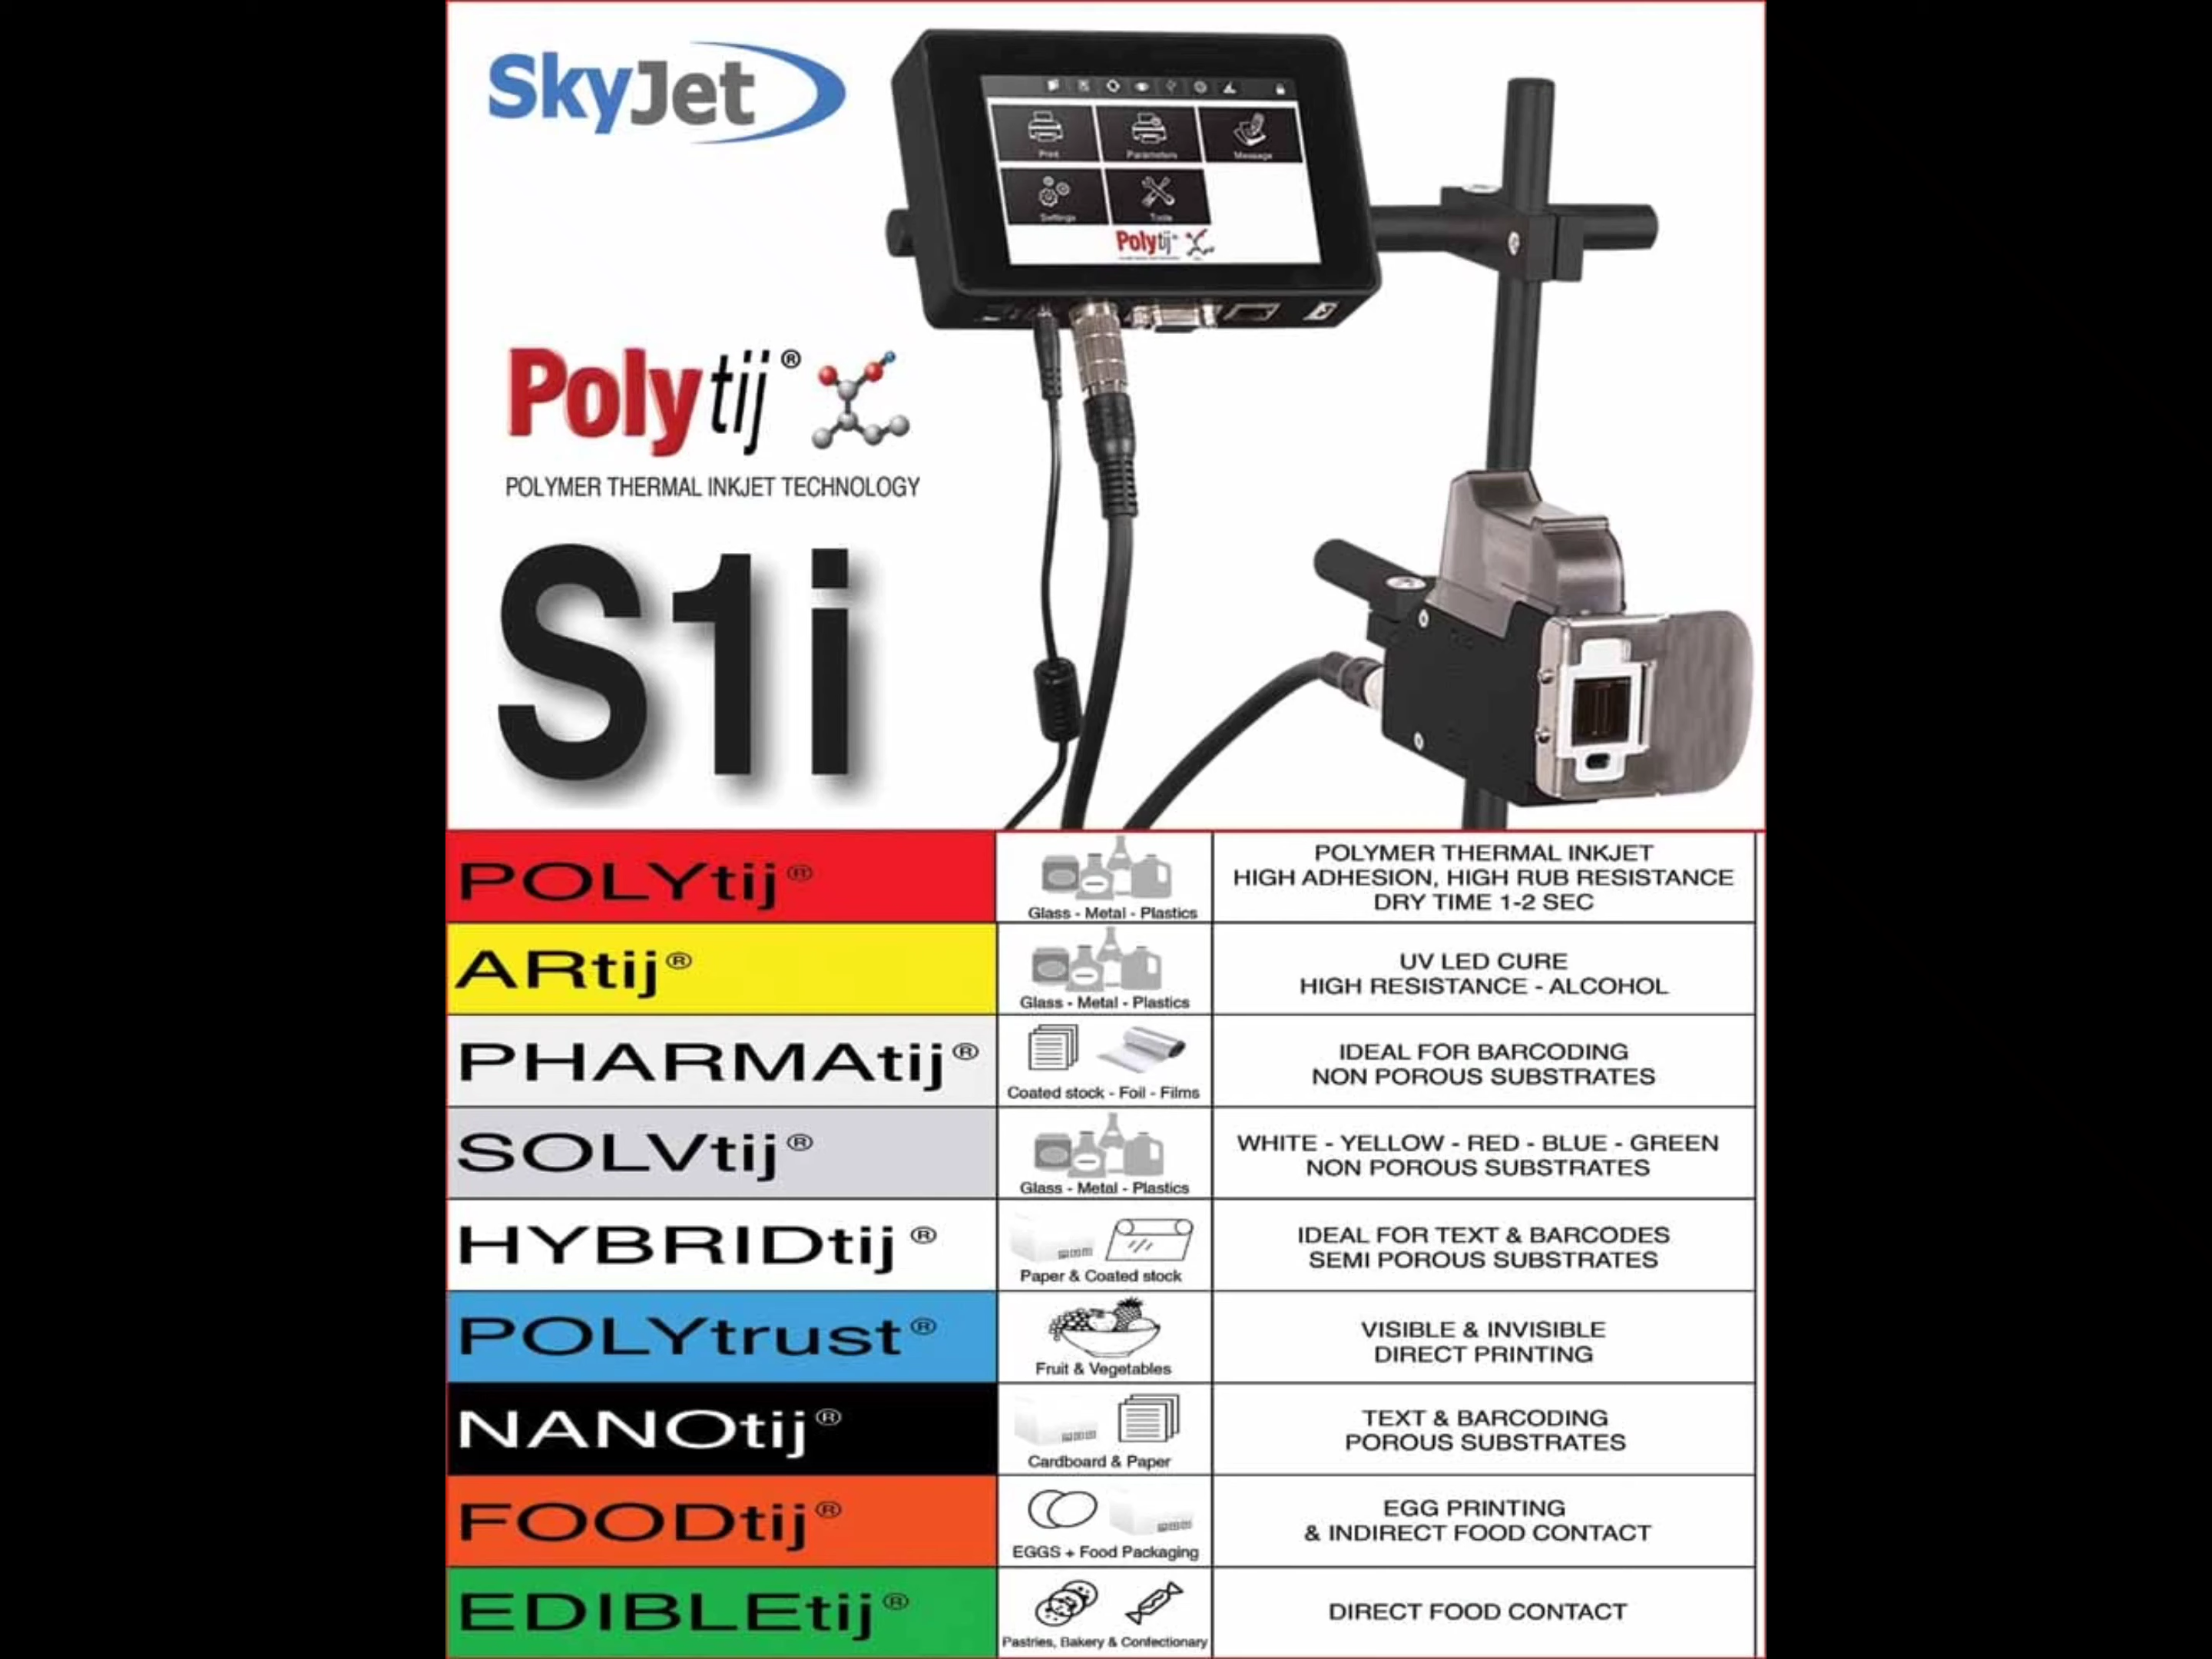 SkyJet
Print
Parameters
Message
Settings
Tools
Polytij®
Polytij®
POLYMER THERMAL INKJET TECHNOLOGY
S1i
POLYtij®
Glass - Metal - Plastics
POLYMER THERMAL INKJET
HIGH ADHESION, HIGH RUB RESISTANCE
DRY TIME 1-2 SEC
ARtij®
Glass - Metal - Plastics
UV LED CURE
HIGH RESISTANCE - ALCOHOL
PHARMAtij®
Coated stock - Foil - Films
IDEAL FOR BARCODING
NON POROUS SUBSTRATES
SOLVtij®
Glass - Metal - Plastics
WHITE - YELLOW - RED - BLUE - GREEN
NON POROUS SUBSTRATES
HYBRIDtij®
Paper & Coated stock
IDEAL FOR TEXT & BARCODES
SEMI POROUS SUBSTRATES
POLYtrust®
Fruit & Vegetables
VISIBLE & INVISIBLE
DIRECT PRINTING
NANOtij®
Cardboard & Paper
TEXT & BARCODING
POROUS SUBSTRATES
FOODtij®
EGGS + Food Packaging
EGG PRINTING
& INDIRECT FOOD CONTACT
EDIBLEtij®
Pastries, Bakery & Confectionary
DIRECT FOOD CONTACT